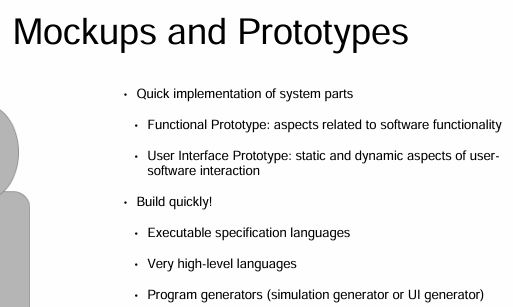 Mockups and Prototypes
• Quick implementation of system parts
• Functional Prototype: aspects related to software functionality
• User Interface Prototype: static and dynamic aspects of user-
software interaction
• Build quickly!
• Executable specification languages
• Very high-level languages
• Program generators (simulation generator or UI generator)